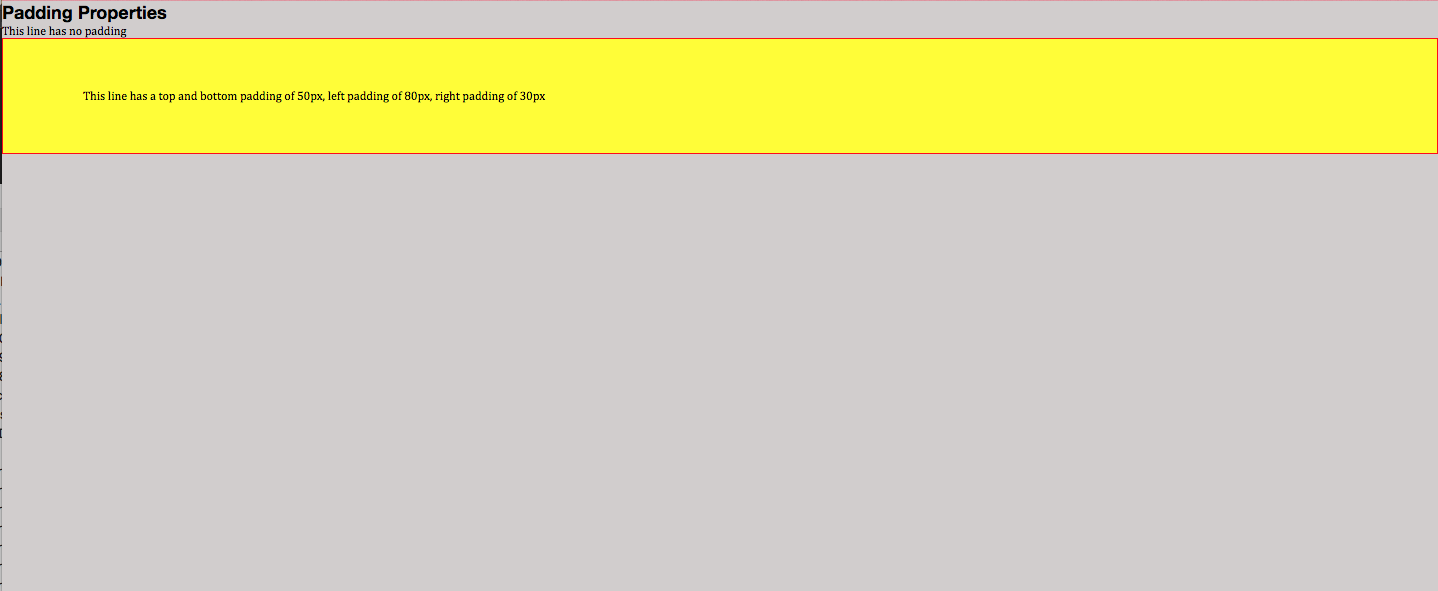 Padding Properties
This line has no padding
This line has a top and bottom padding of 50px, left padding of 80px, right padding of 30px